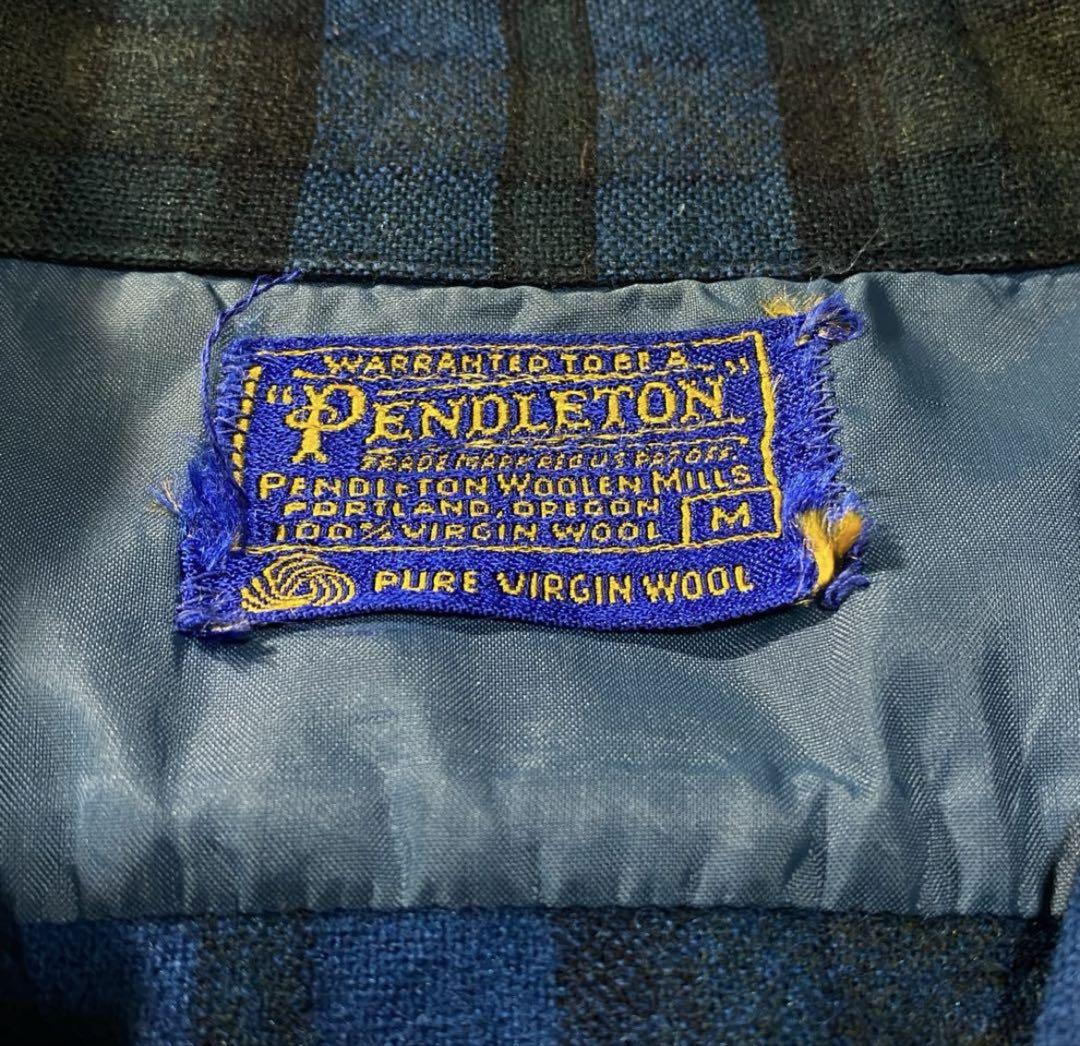 WARRANTED TO BE A
"PENDLETON"
TRADE MARK REG U S PAT OFF.
PENDLETON WOOLEN MILLS
PORTLAND, OREGON
100% VIRGIN WOOL M
PURE VIRGIN WOOL